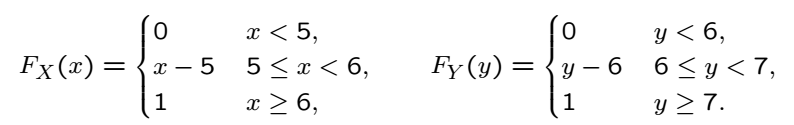 F_X(x) = { 0 x < 5, x − 5 5 ≤ x < 6, 1 x ≥ 6,
F_Y(y) = { 0 y < 6, y − 6 6 ≤ y < 7, 1 y ≥ 7.